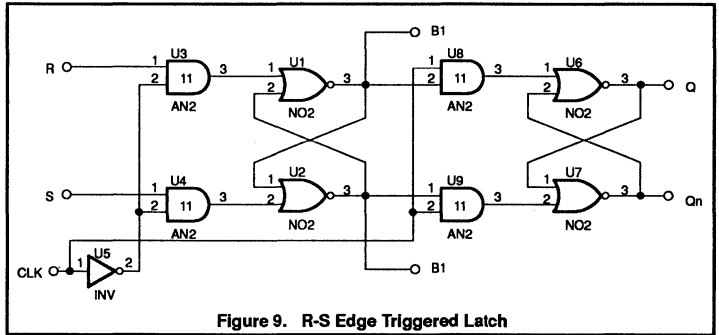 B1
U3 U1 U8 U6
R 1 2 11 3 1 2 3 1 2 11 3 1 2 3 Q
AN2 NO2 AN2 NO2
U4 U2 U9 U7
S 1 2 11 3 1 2 3 1 2 11 3 1 2 3 Qn
AN2 NO2 AN2 NO2
U5
CLK 1 2 B1
INV
Figure 9. R-S Edge Triggered Latch